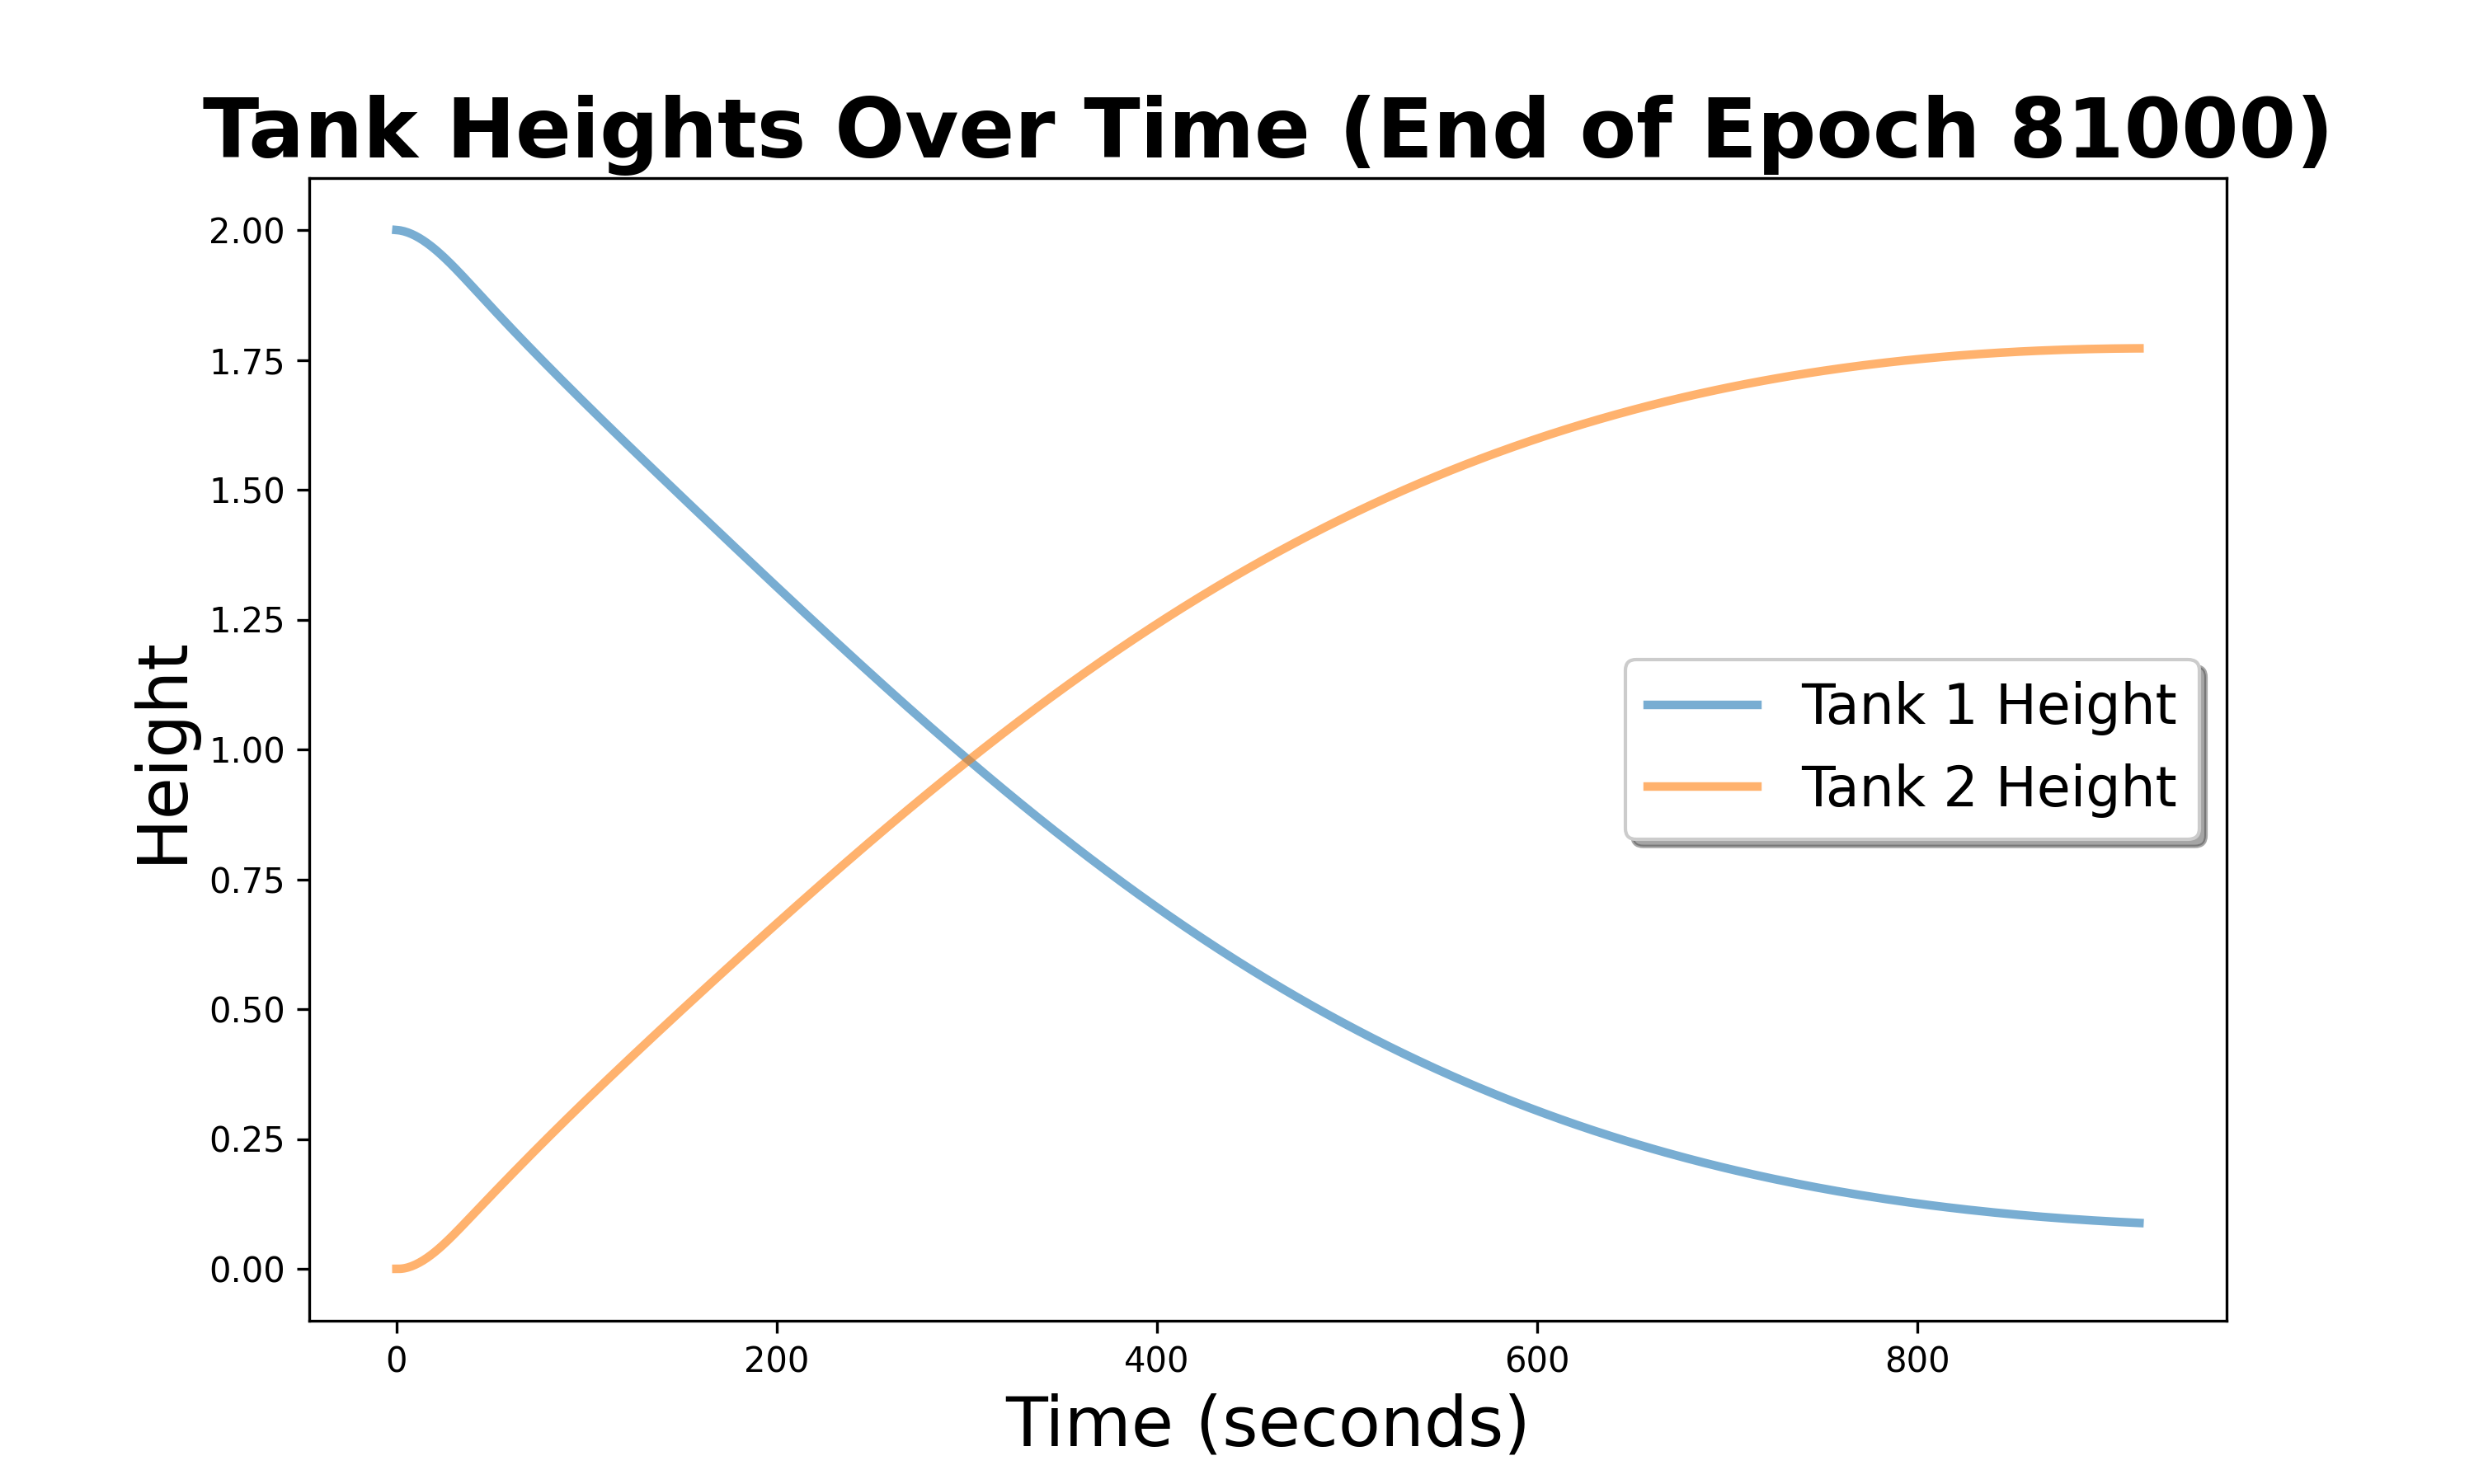 Tank Heights Over Time (End of Epoch 81000)
Height
2.00
1.75
1.50
1.25
1.00
0.75
0.50
0.25
0.00
Tank 1 Height
Tank 2 Height
0 200 400 600 800
Time (seconds)